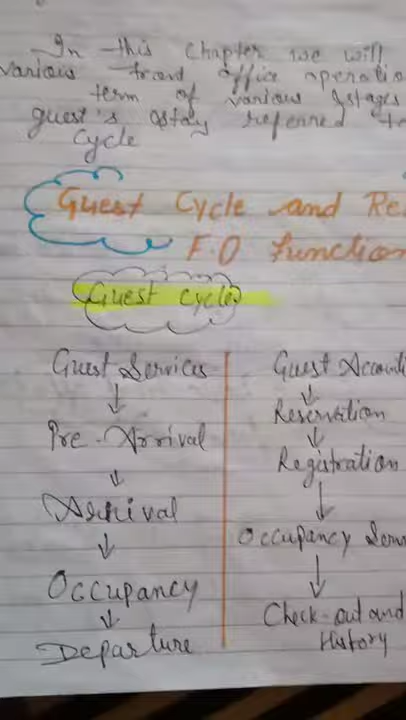 In this Chapter we will
various front office operatio
term of various stages
guest's stay referred to
Cycle
Guest Cycle and Re
F.O function
Guest cycle
Guest Services
↓
Pre-Arrival
↓
Arrival
↓
Occupancy
↓
Departure
Guest Accounti
↓
Reservation
↓
Registration
↓
Occupancy Serv
↓
Check-out and
History